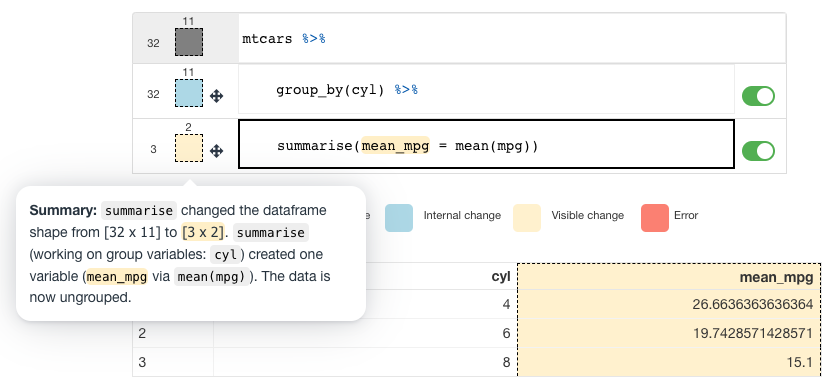 11
32 mtcars %>%
11
32 group_by(cyl) %>%
2
3 summarise(mean_mpg = mean(mpg))
Summary: summarise changed the dataframe
shape from [32 x 11] to [3 x 2]. summarise
(working on group variables: cyl) created one
variable (mean_mpg via mean(mpg)). The data is
now ungrouped.
e Internal change Visible change Error
cyl mean_mpg
4 26.6636363636364
2 6 19.7428571428571
3 8 15.1